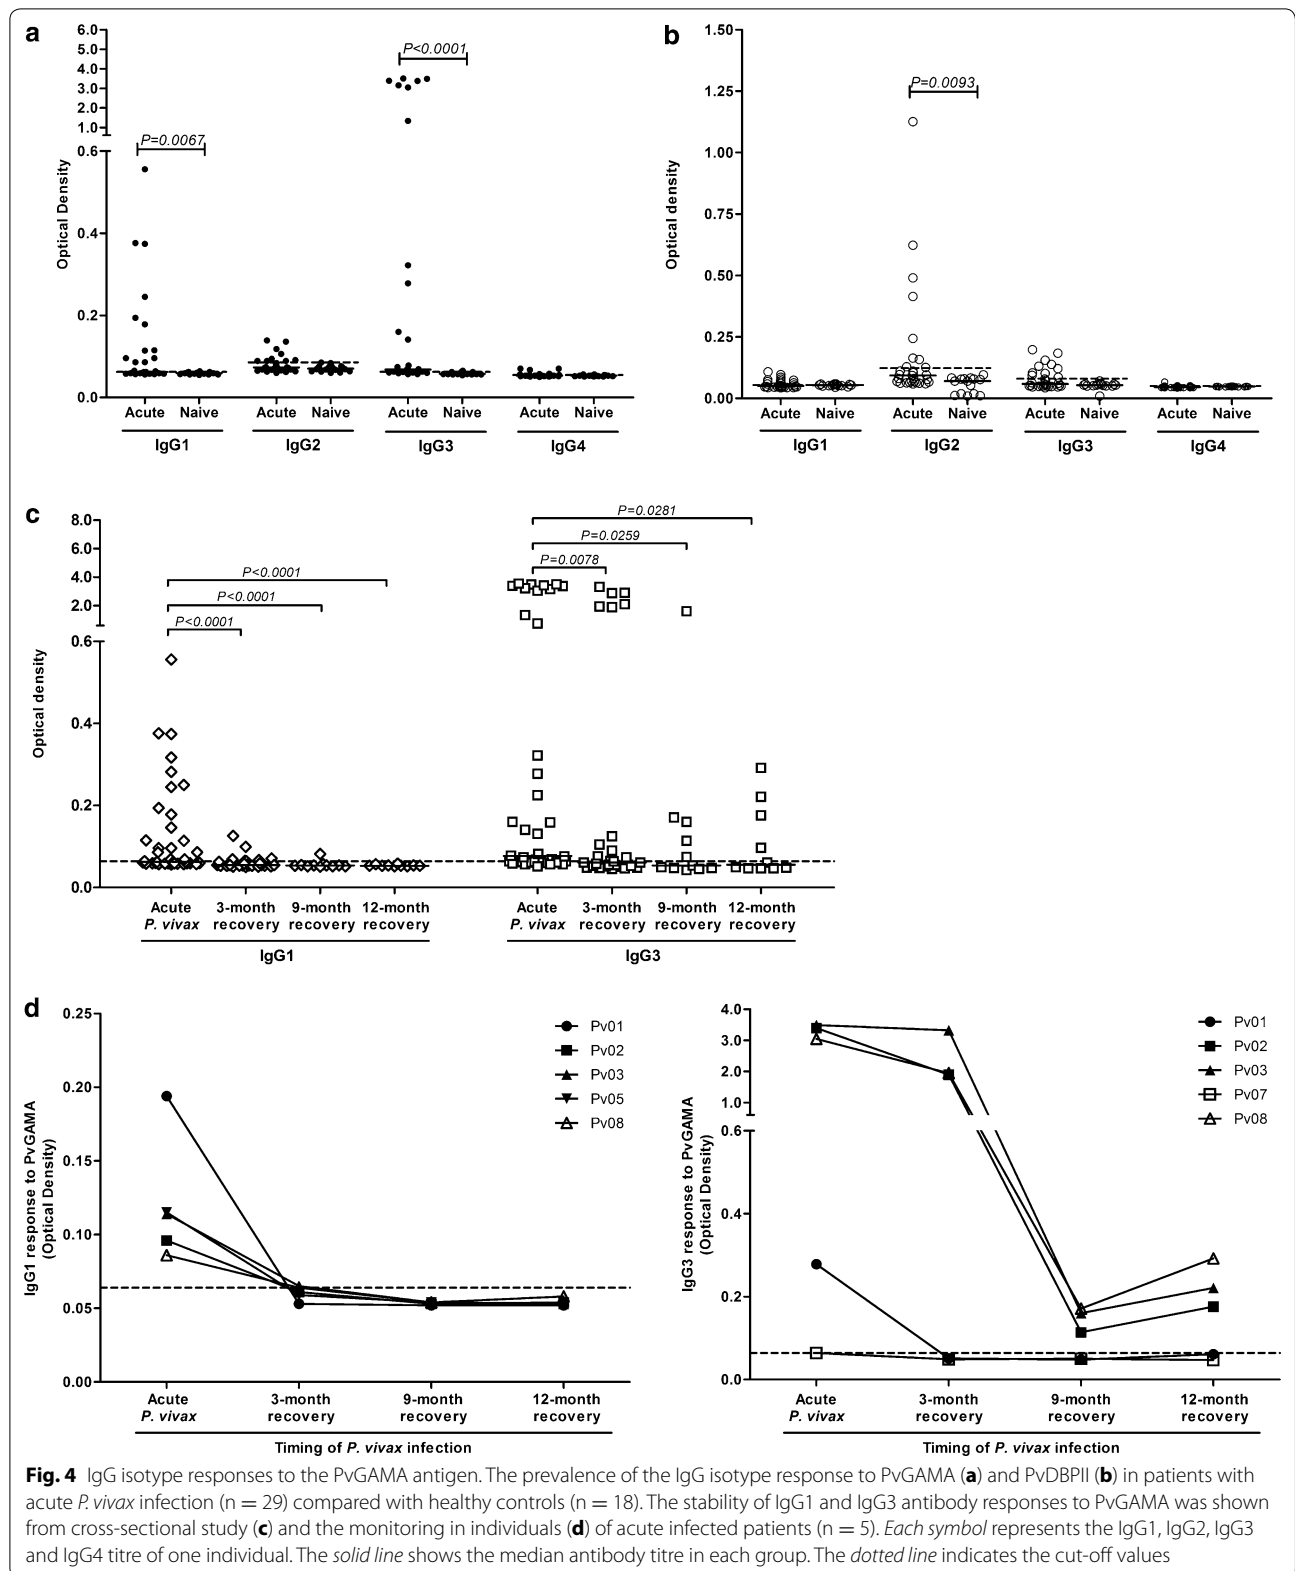 a
Optical Density
6.0
5.0
4.0
3.0
2.0
1.0
0.6
0.4
0.2
0.0
P=0.0067
P<0.0001
Acute Naive Acute Naive Acute Naive Acute Naive
IgG1 IgG2 IgG3 IgG4
b
Optical density
1.50
1.25
1.00
0.75
0.50
0.25
0.00
P=0.0093
Acute Naive Acute Naive Acute Naive Acute Naive
IgG1 IgG2 IgG3 IgG4
c
Optical density
8.0
6.0
4.0
2.0
0.6
0.4
0.2
0.0
P<0.0001
P<0.0001
P<0.0001
P=0.0281
P=0.0259
P=0.0078
Acute 3-month 9-month 12-month Acute 3-month 9-month 12-month
P. vivax recovery recovery recovery P. vivax recovery recovery recovery
IgG1 IgG3
d
IgG1 response to PvGAMA
(Optical Density)
0.25
0.20
0.15
0.10
0.05
0.00
Pv01
Pv02
Pv03
Pv05
Pv08
Acute 3-month 9-month 12-month
P. vivax recovery recovery recovery
Timing of P. vivax infection
IgG3 response to PvGAMA
(Optical Density)
4.0
3.0
2.0
1.0
0.6
0.4
0.2
0.0
Pv01
Pv02
Pv03
Pv07
Pv08
Acute 3-month 9-month 12-month
P. vivax recovery recovery recovery
Timing of P. vivax infection
Fig. 4 IgG isotype responses to the PvGAMA antigen. The prevalence of the IgG isotype response to PvGAMA (a) and PvDBPII (b) in patients with
acute P. vivax infection (n = 29) compared with healthy controls (n = 18). The stability of IgG1 and IgG3 antibody responses to PvGAMA was shown
from cross-sectional study (c) and the monitoring in individuals (d) of acute infected patients (n = 5). Each symbol represents the IgG1, IgG2, IgG3
and IgG4 titre of one individual. The solid line shows the median antibody titre in each group. The dotted line indicates the cut-off values